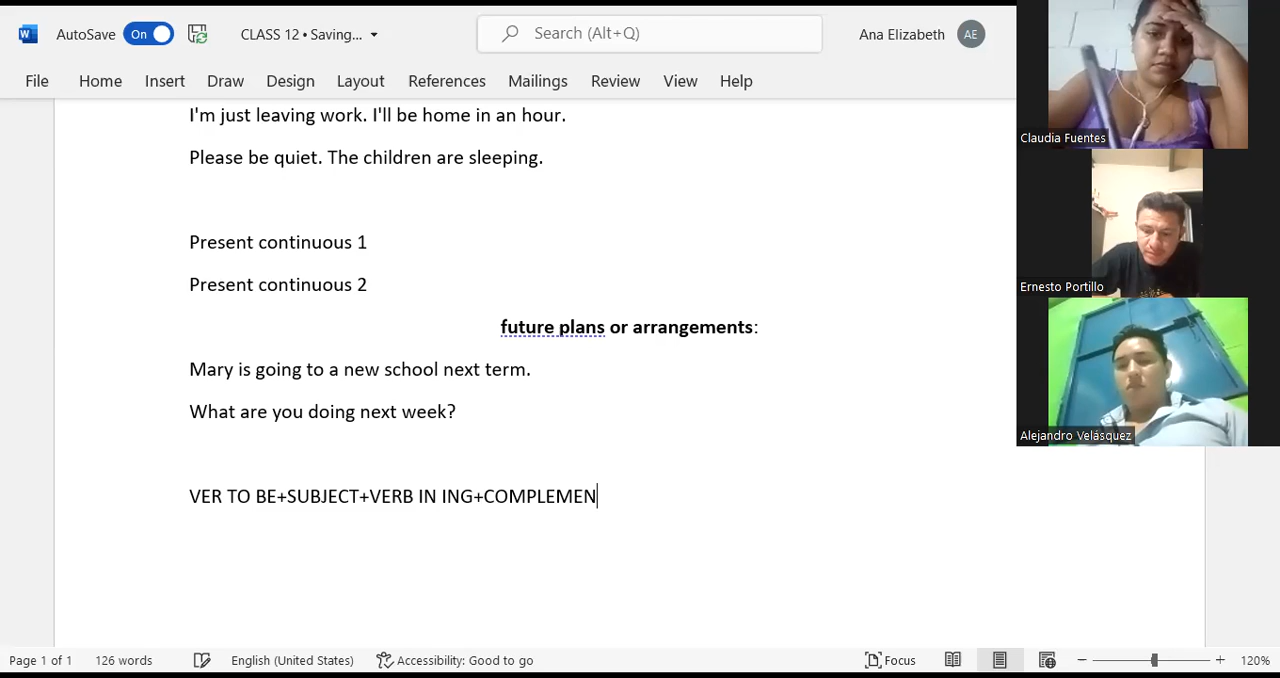 AutoSave On CLASS 12 • Saving... Search (Alt+Q) Ana Elizabeth AE
File Home Insert Draw Design Layout References Mailings Review View Help
I'm just leaving work. I'll be home in an hour.
Please be quiet. The children are sleeping.
Present continuous 1
Present continuous 2
future plans or arrangements:
Mary is going to a new school next term.
What are you doing next week?
VER TO BE+SUBJECT+VERB IN ING+COMPLEMEN
Claudia Fuentes
Ernesto Portillo
Alejandro Velásquez
Page 1 of 1 126 words English (United States) Accessibility: Good to go Focus 120%